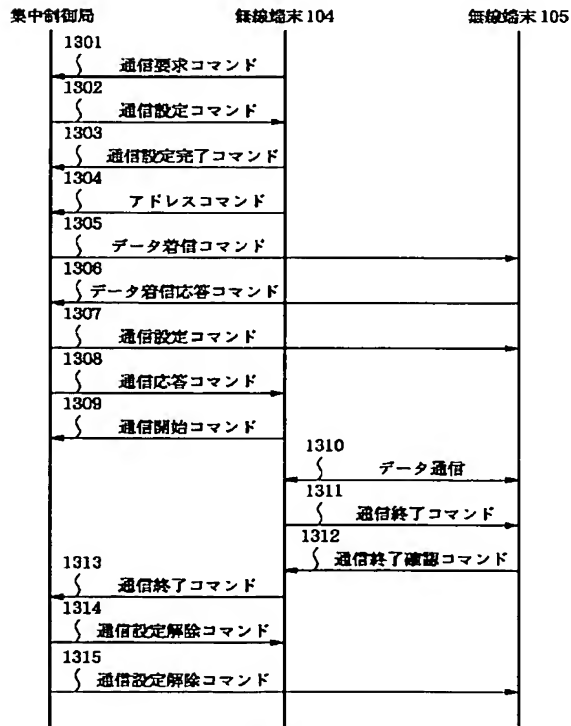 集中制御局 無線端末104 無線端末105
1301
通信要求コマンド
1302
通信設定コマンド
1303
通信設定完了コマンド
1304
アドレスコマンド
1305
データ着信コマンド
1306
データ着信応答コマンド
1307
通信設定コマンド
1308
通信応答コマンド
1309
通信開始コマンド
1310
データ通信
1311
通信終了コマンド
1312
通信終了確認コマンド
1313
通信終了コマンド
1314
通信設定解除コマンド
1315
通信設定解除コマンド